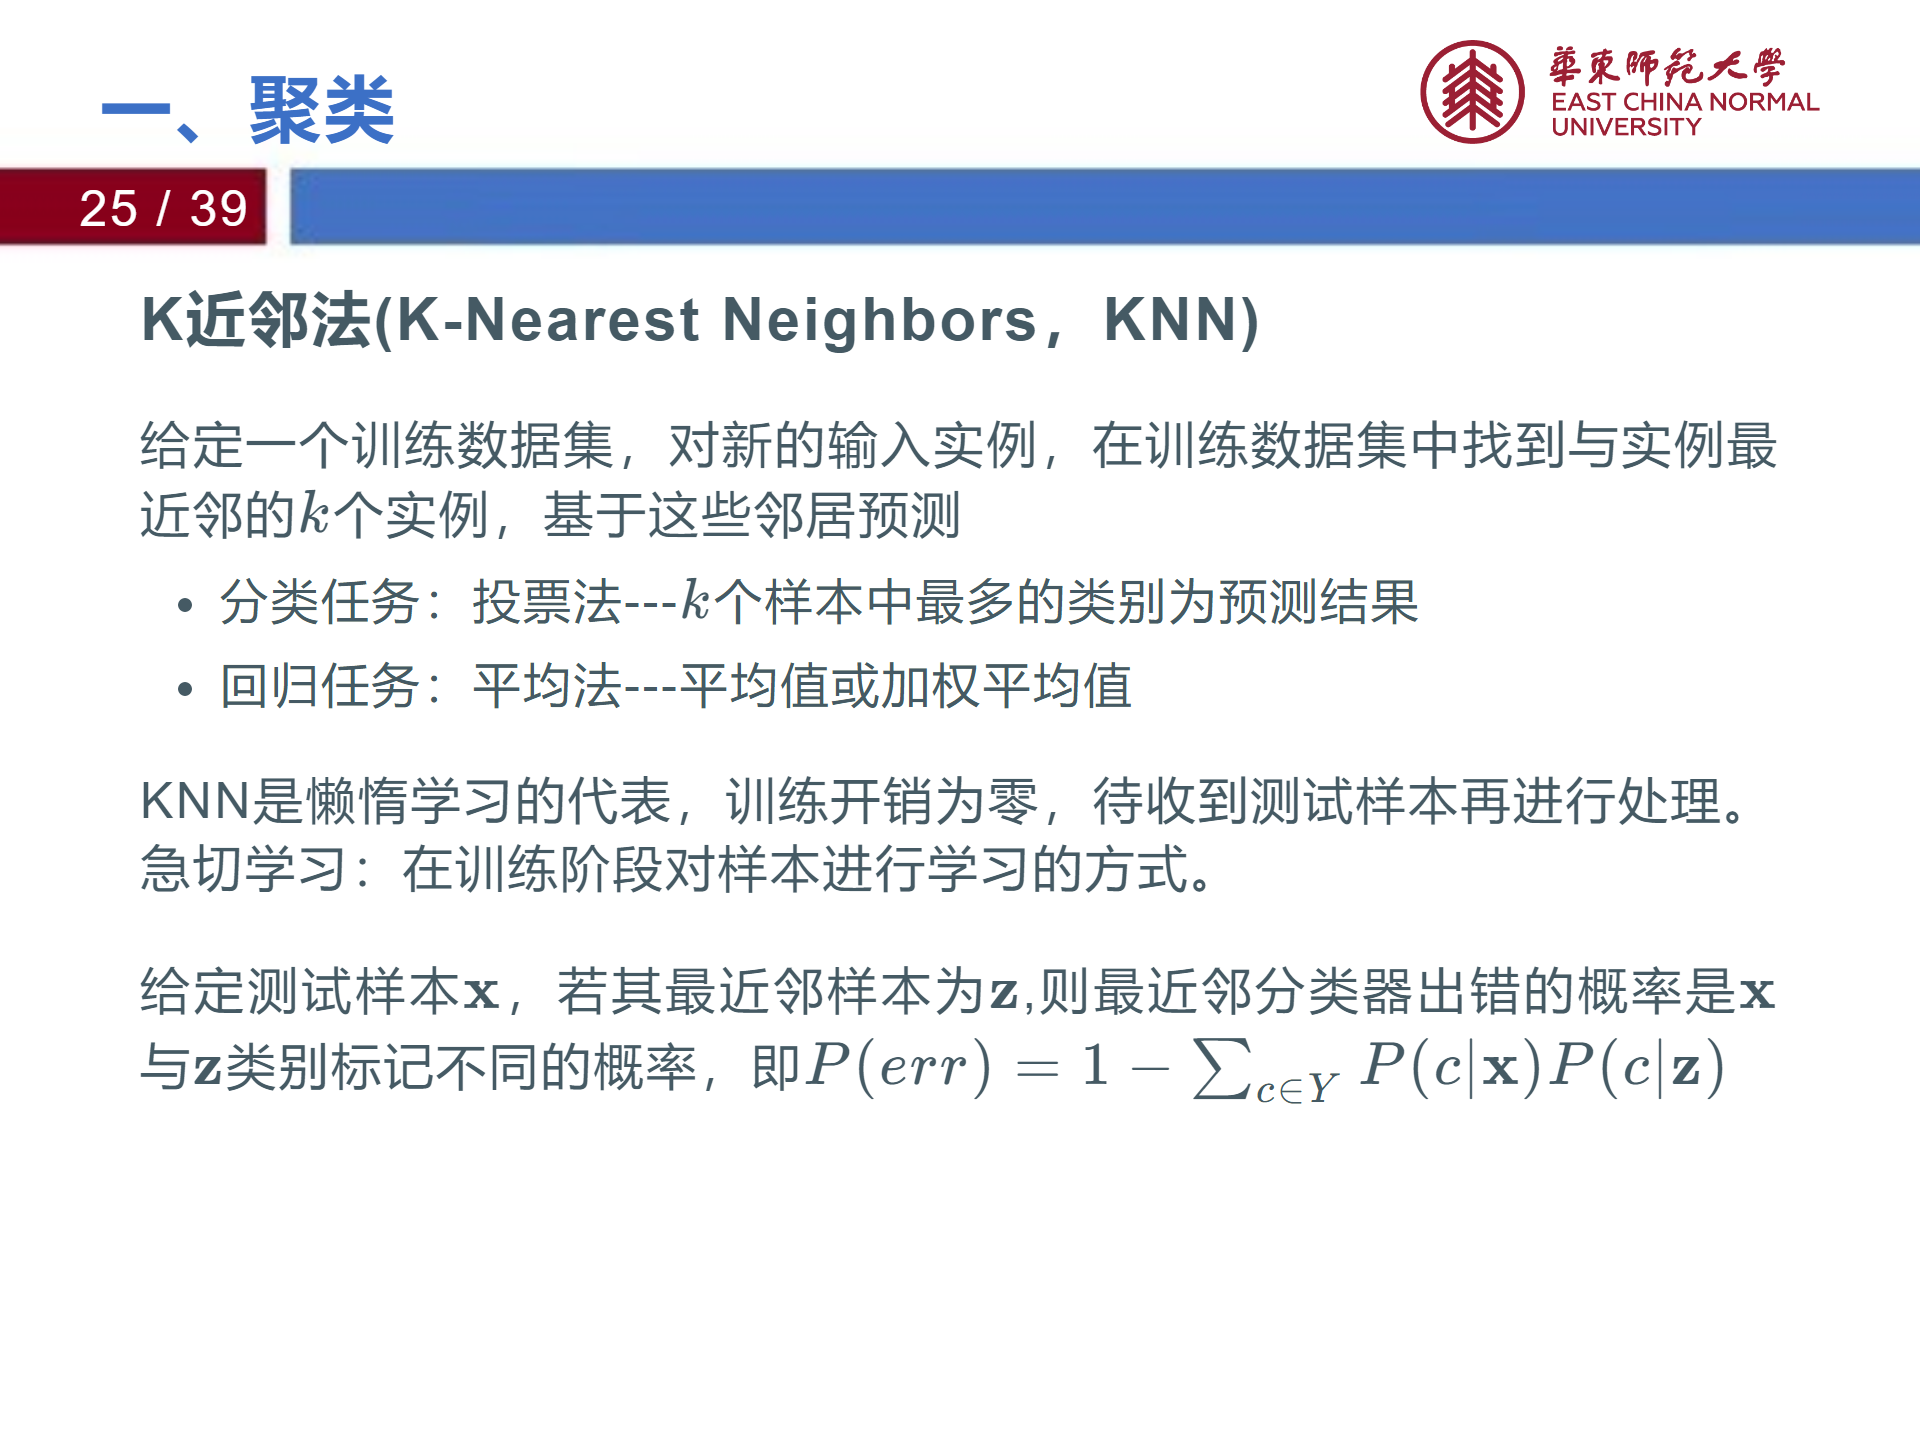 一、聚类
華東师范大學
EAST CHINA NORMAL
UNIVERSITY
25 / 39
K近邻法(K-Nearest Neighbors，KNN)
给定一个训练数据集，对新的输入实例，在训练数据集中找到与实例最
近邻的k个实例，基于这些邻居预测
• 分类任务：投票法---k个样本中最多的类别为预测结果
• 回归任务：平均法---平均值或加权平均值
KNN是懒惰学习的代表，训练开销为零，待收到测试样本再进行处理。
急切学习：在训练阶段对样本进行学习的方式。
给定测试样本x，若其最近邻样本为z,则最近邻分类器出错的概率是x
与z类别标记不同的概率，即P(err) = 1 − ∑_{c∈Y} P(c|x)P(c|z)